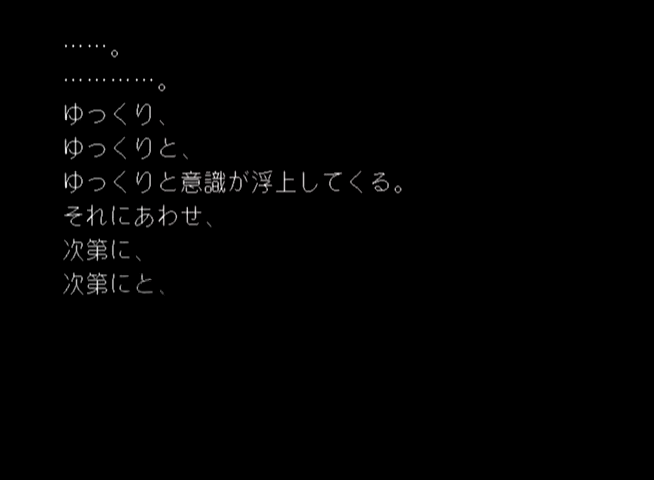 ……。
…………。
ゆっくり、
ゆっくりと、
ゆっくりと意識が浮上してくる。
それにあわせ、
次第に、
次第にと、